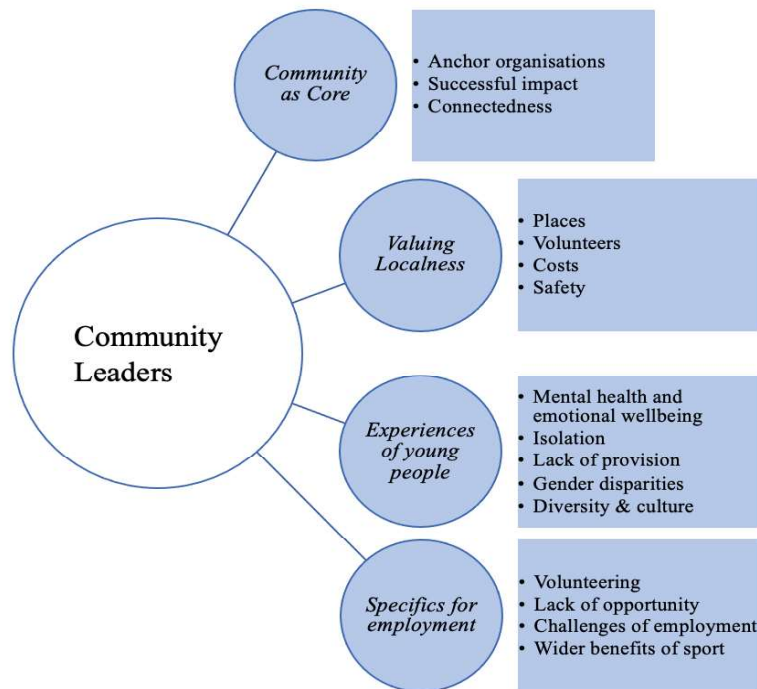 Community
as Core
• Anchor organisations
• Successful impact
• Connectedness
Valuing
Localness
• Places
• Volunteers
• Costs
• Safety
Community
Leaders
Experiences
of young
people
• Mental health and
emotional wellbeing
• Isolation
• Lack of provision
• Gender disparities
• Diversity & culture
Specifics for
employment
• Volunteering
• Lack of opportunity
• Challenges of employment
• Wider benefits of sport